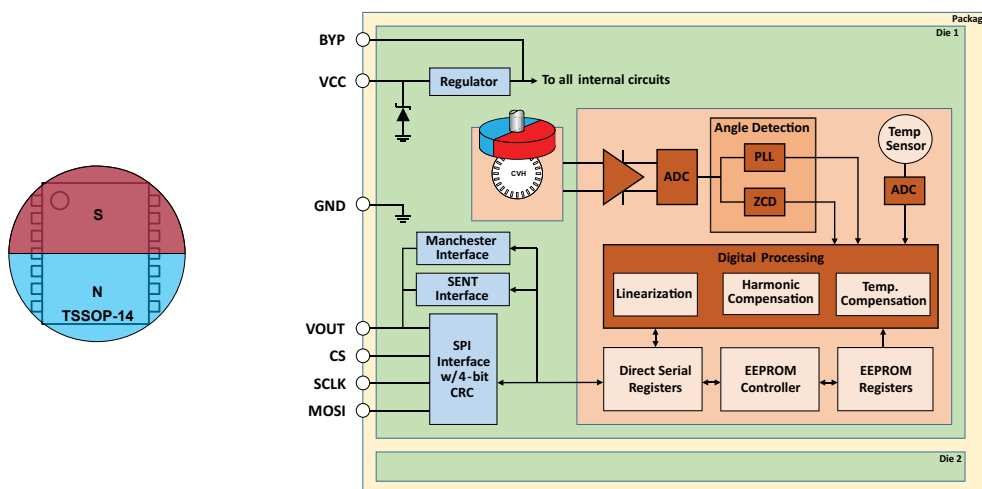 S
N
TSSOP-14
Package
Die 1
BYP
VCC
Regulator
To all internal circuits
CVH
ADC
Angle Detection
PLL
ZCD
Temp
Sensor
ADC
GND
Manchester
Interface
SENT
Interface
Digital Processing
Linearization
Harmonic
Compensation
Temp.
Compensation
VOUT
CS
SCLK
MOSI
SPI
Interface
w/4-bit
CRC
Direct Serial
Registers
EEPROM
Controller
EEPROM
Registers
Die 2